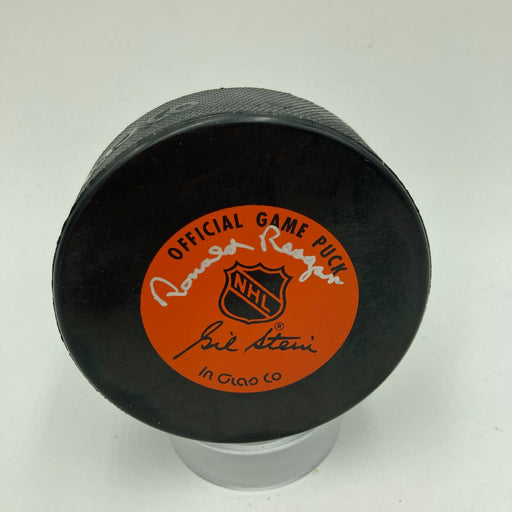 OFFICIAL GAME PUCK
Ronald Reagan
NHL
®
Gil Stein
In Glas Co